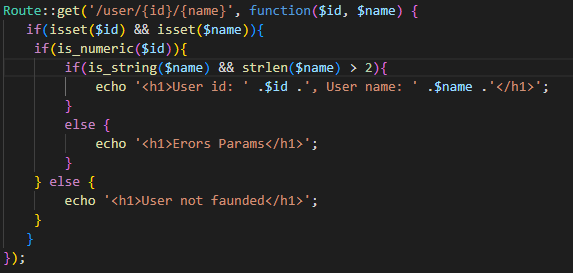 Route::get('/user/{id}/{name}', function($id, $name) {
if(isset($id) && isset($name)){
if(is_numeric($id)){
if(is_string($name) && strlen($name) > 2){
echo '<h1>User id: ' .$id .', User name: ' .$name .'</h1>';
}
else {
echo '<h1>Erors Params</h1>';
}
} else {
echo '<h1>User not faunded</h1>';
}
}
});